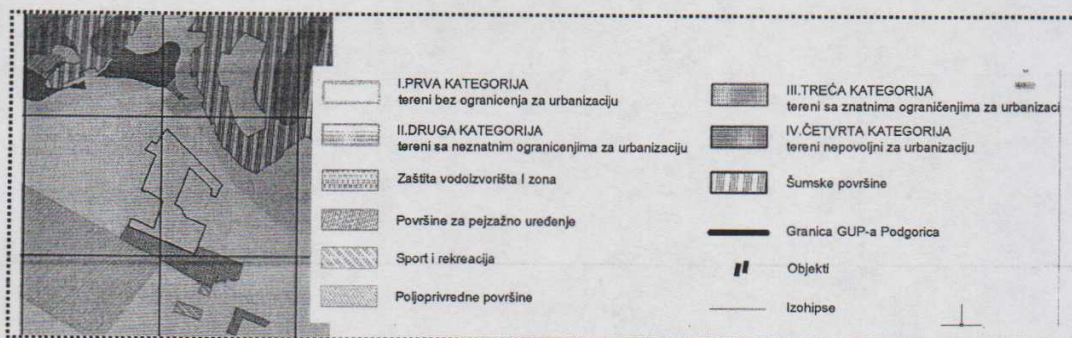 I.PRVA KATEGORIJA
tereni bez ogranicenja za urbanizaciju
II.DRUGA KATEGORIJA
tereni sa neznatnim ogranicenjima za urbanizaciju
Zaštita vodoizvorišta I zona
Površine za pejzažno uređenje
Sport i rekreacija
Poljoprivredne površine
III.TREĆA KATEGORIJA
tereni sa znatnima ograničenjima za urbanizaci
IV.ČETVRTA KATEGORIJA
tereni nepovoljni za urbanizaciju
Šumske površine
Granica GUP-a Podgorica
Objekti
Izohipse